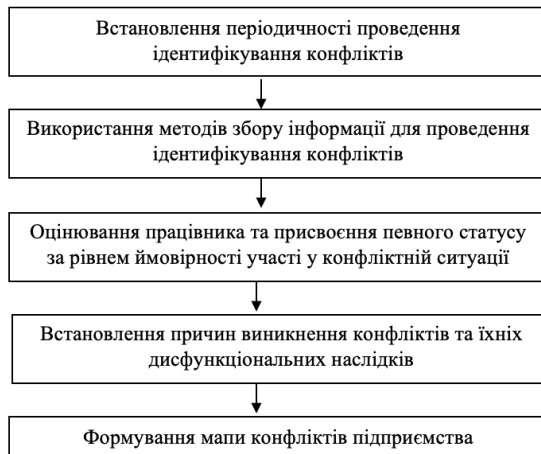 Встановлення періодичності проведення
ідентифікування конфліктів
Використання методів збору інформації для проведення
ідентифікування конфліктів
Оцінювання працівника та присвоєння певного статусу
за рівнем ймовірності участі у конфліктній ситуації
Встановлення причин виникнення конфліктів та їхніх
дисфункціональних наслідків
Формування мапи конфліктів підприємства